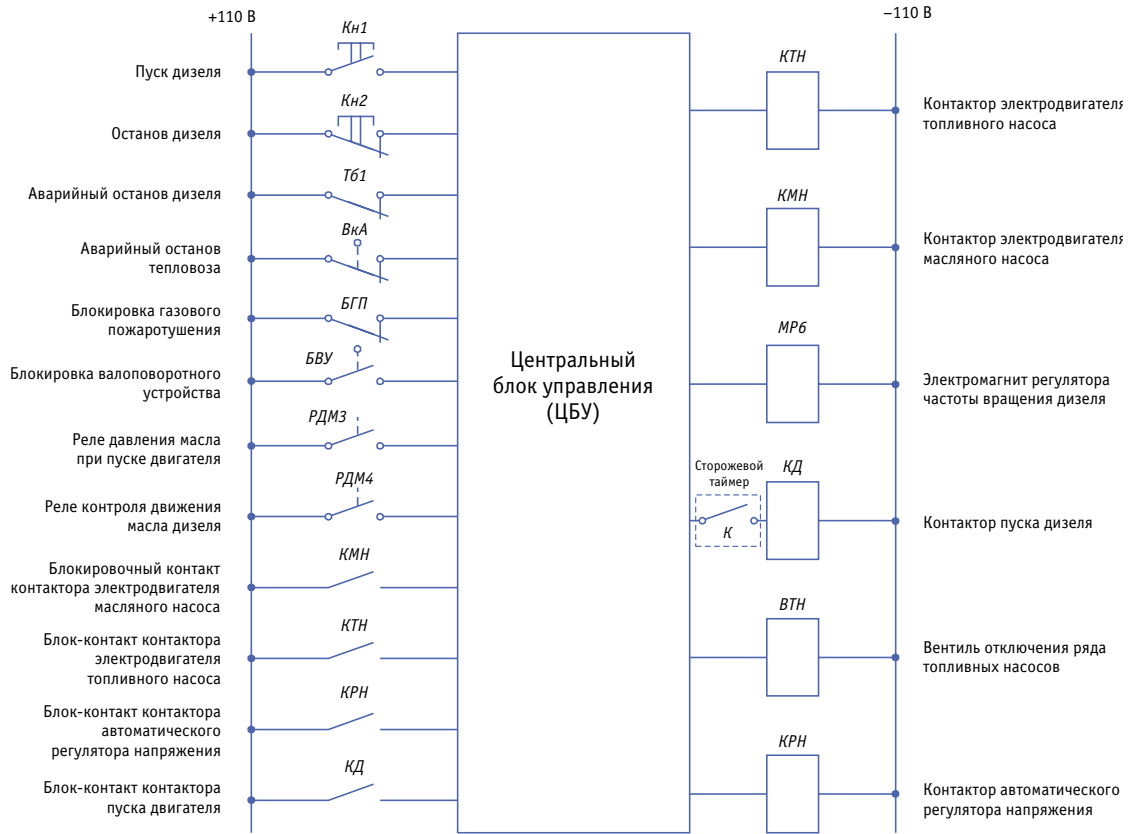 +110 В
–110 В
Кн1
Пуск дизеля
Кн2
Останов дизеля
Тб1
Аварийный останов дизеля
ВкА
Аварийный останов
тепловоза
БГП
Блокировка газового
пожаротушения
БВУ
Блокировка валоповоротного
устройства
РДМ3
Реле давления масла
при пуске двигателя
РДМ4
Реле контроля движения
масла дизеля
КМН
Блокировочный контакт
контактора электродвигателя
масляного насоса
КТН
Блок-контакт контактора
электродвигателя
топливного насоса
КРН
Блок-контакт контактора
автоматического
регулятора напряжения
КД
Блок-контакт контактора
пуска двигателя
Центральный
блок управления
(ЦБУ)
КТН
Контактор электродвигателя
топливного насоса
КМН
Контактор электродвигателя
масляного насоса
МР6
Электромагнит регулятора
частоты вращения дизеля
Сторожевой
таймер
К
КД
Контактор пуска дизеля
ВТН
Вентиль отключения ряда
топливных насосов
КРН
Контактор автоматического
регулятора напряжения